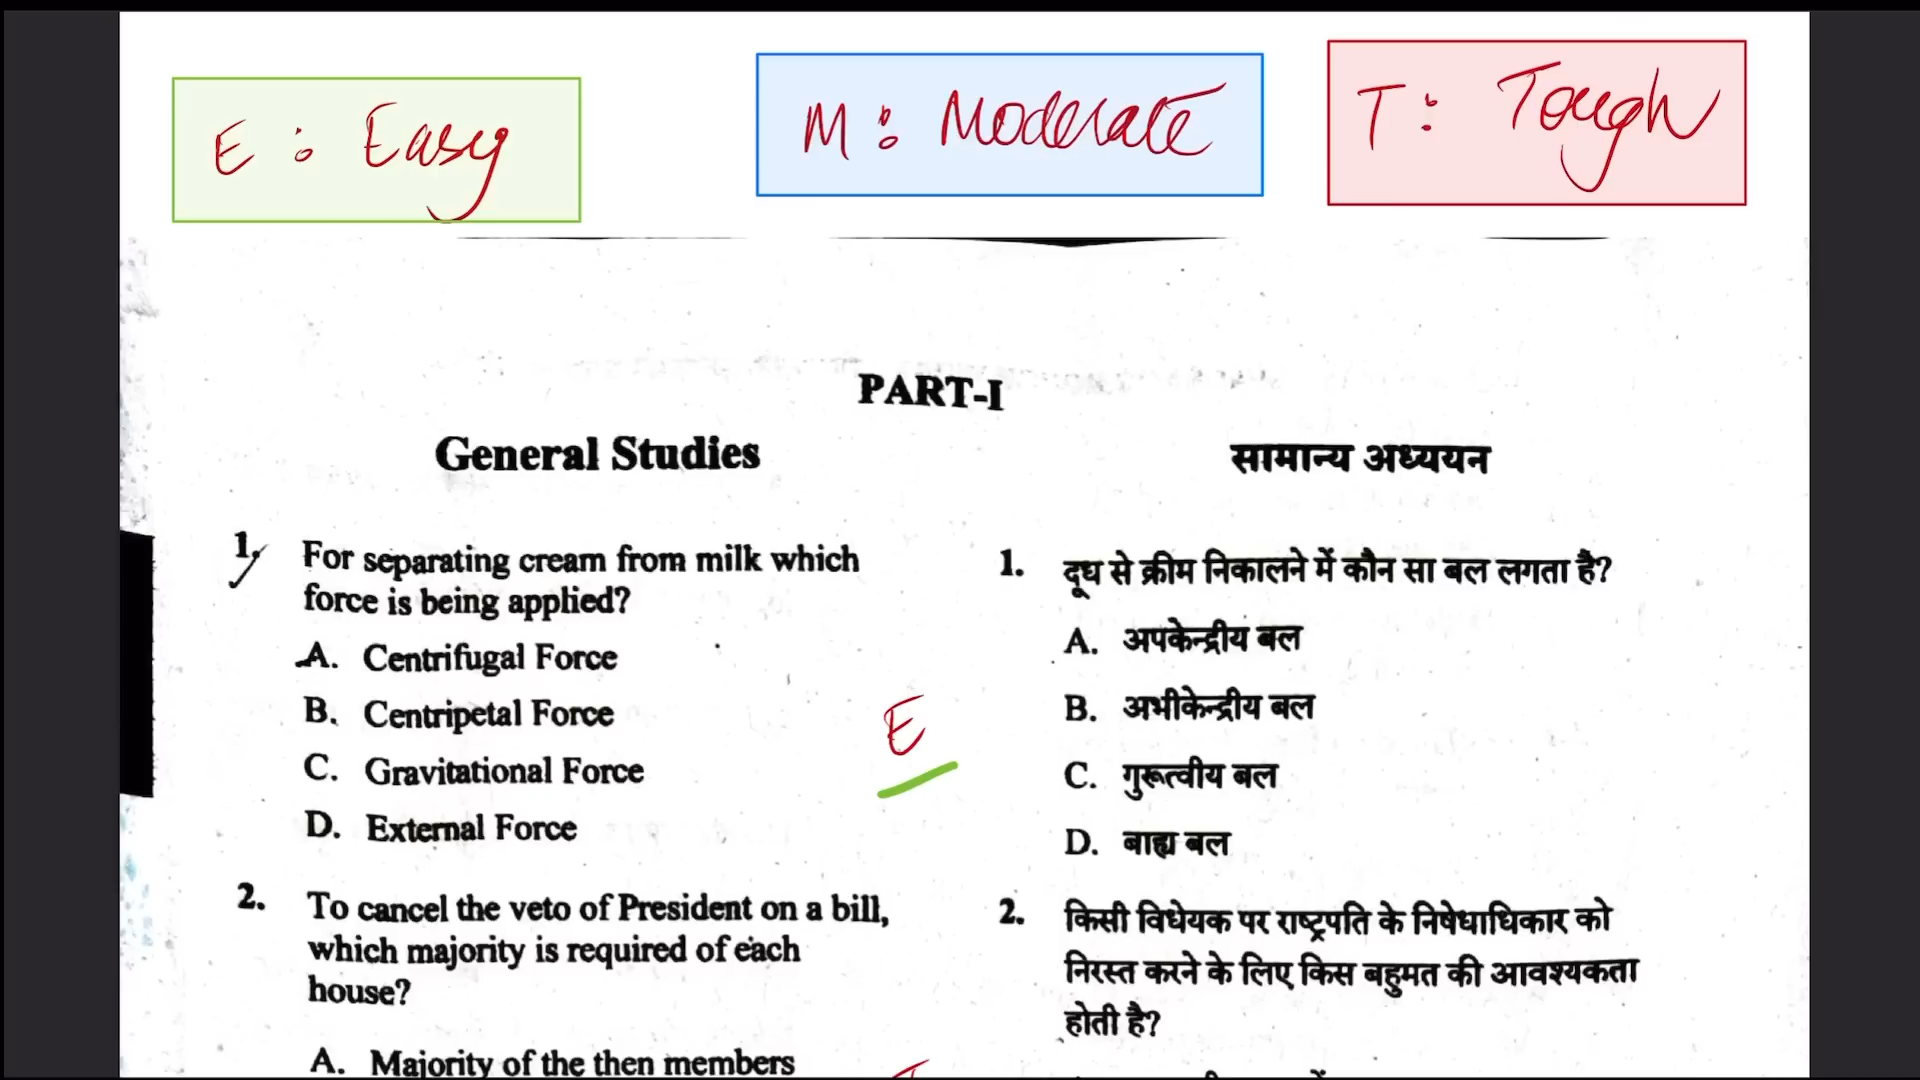 E : Easy
M : Moderate
T : Tough
PART-I
General Studies
1. For separating cream from milk which
force is being applied?
A. Centrifugal Force
B. Centripetal Force
C. Gravitational Force
D. External Force
E
2. To cancel the veto of President on a bill,
which majority is required of each
house?
A. Majority of the then members
सामान्य अध्ययन
1. दूध से क्रीम निकालने में कौन सा बल लगता है?
A. अपकेन्द्रीय बल
B. अभीकेन्द्रीय बल
C. गुरूत्वीय बल
D. बाह्य बल
2. किसी विधेयक पर राष्ट्रपति के निषेधाधिकार को
निरस्त करने के लिए किस बहुमत की आवश्यकता
होती है?